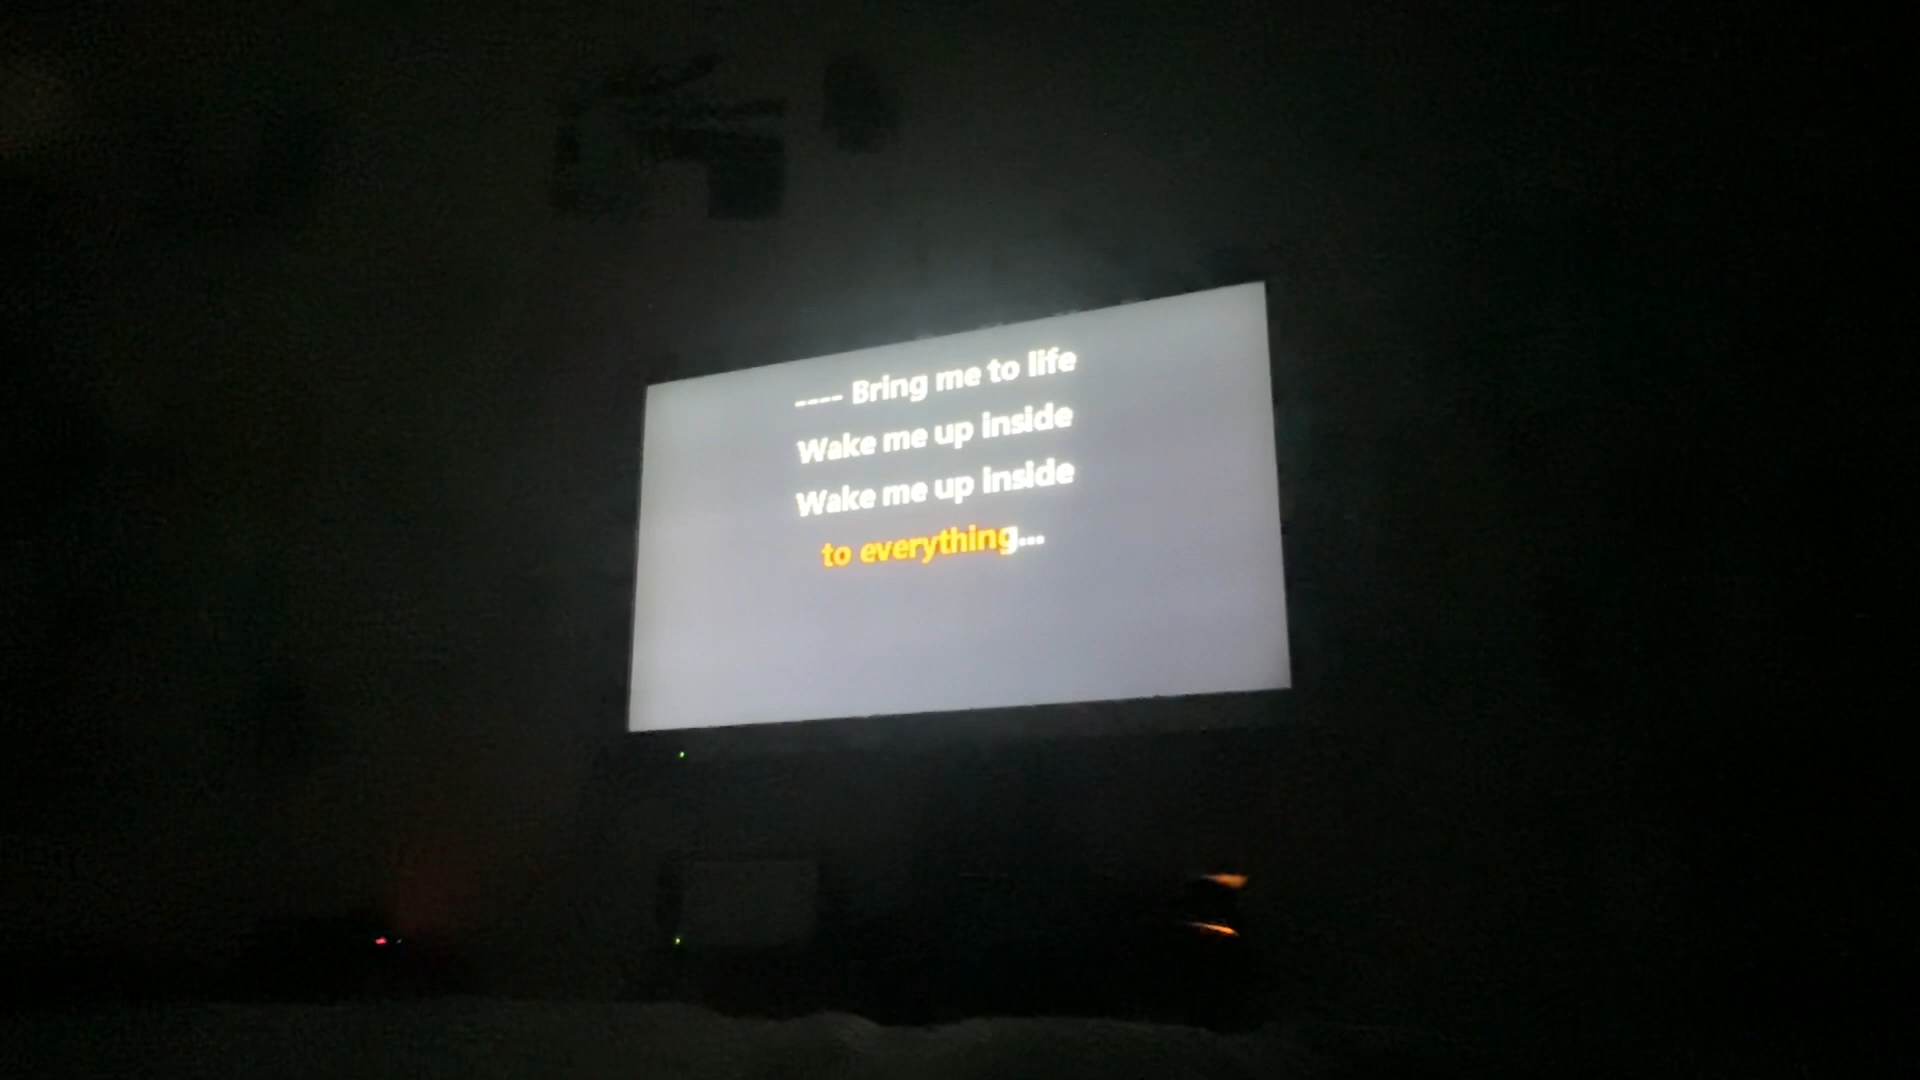 ---- Bring me to life
Wake me up inside
Wake me up inside
to everything...